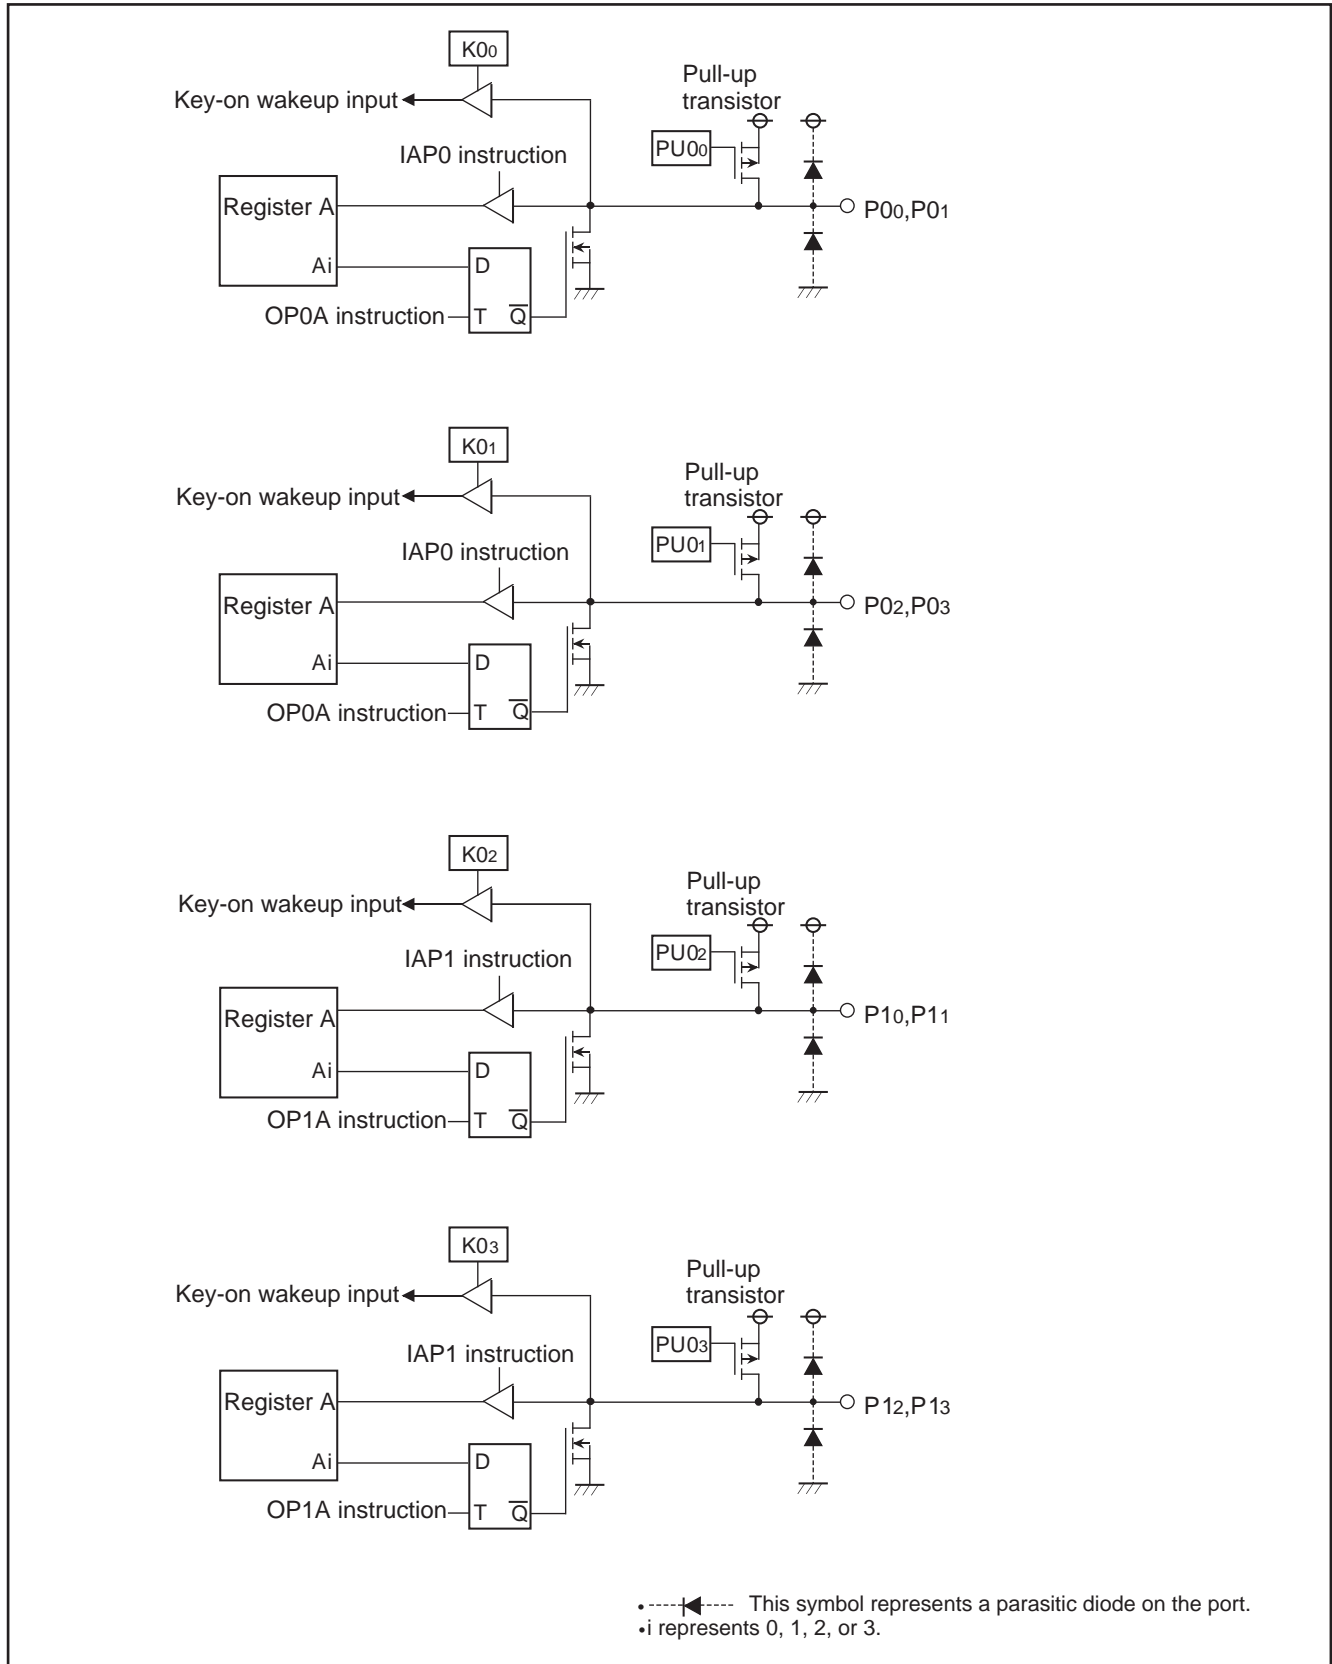 K00
Key-on wakeup input
Pull-up
transistor
PU00
IAP0 instruction
Register A
P00,P01
Ai
D
OP0A instruction
T
Q̅
K01
Key-on wakeup input
Pull-up
transistor
PU01
IAP0 instruction
Register A
P02,P03
Ai
D
OP0A instruction
T
Q̅
K02
Key-on wakeup input
Pull-up
transistor
PU02
IAP1 instruction
Register A
P10,P11
Ai
D
OP1A instruction
T
Q̅
K03
Key-on wakeup input
Pull-up
transistor
PU03
IAP1 instruction
Register A
P12,P13
Ai
D
OP1A instruction
T
Q̅
• This symbol represents a parasitic diode on the port.
•i represents 0, 1, 2, or 3.